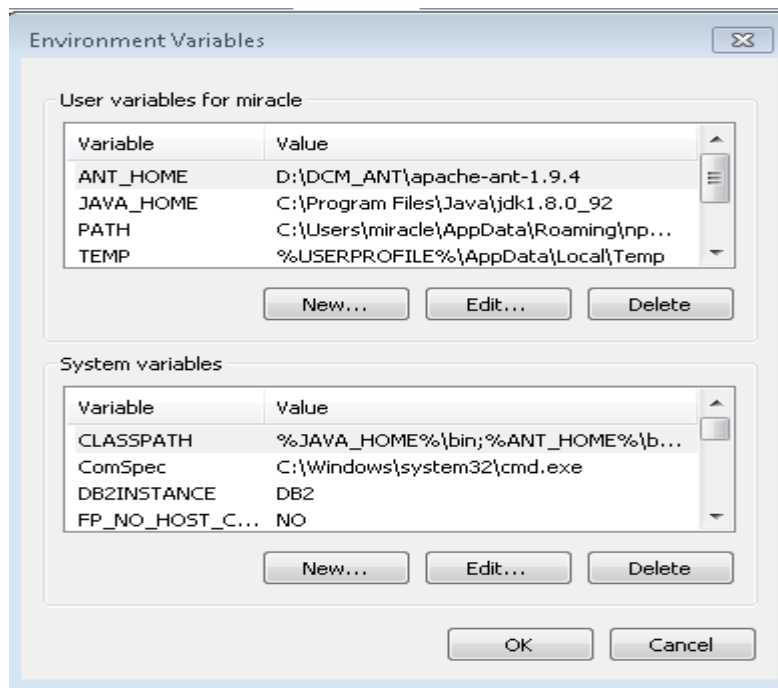 Environment Variables
User variables for miracle
Variable Value
ANT_HOME D:\DCM_ANT\apache-ant-1.9.4
JAVA_HOME C:\Program Files\Java\jdk1.8.0_92
PATH C:\Users\miracle\AppData\Roaming\np...
TEMP %USERPROFILE%\AppData\Local\Temp
New... Edit... Delete
System variables
Variable Value
CLASSPATH %JAVA_HOME%\bin;%ANT_HOME%\b...
ComSpec C:\Windows\system32\cmd.exe
DB2INSTANCE DB2
FP_NO_HOST_C... NO
New... Edit... Delete
OK Cancel